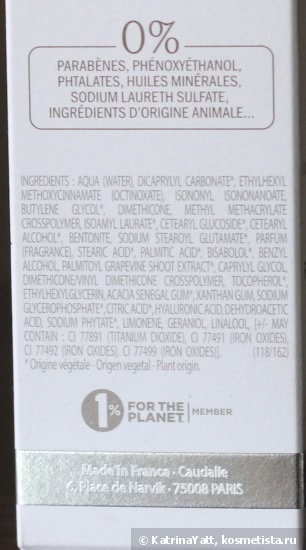 0%
PARABÈNES, PHÉNOXYÉTHANOL,
PHTALATES, HUILES MINÉRALES,
SODIUM LAURETH SULFATE,
INGRÉDIENTS D'ORIGINE ANIMALE...
INGREDIENTS : AQUA (WATER), DICAPRYLYL CARBONATE*, ETHYLHEXYL
METHOXYCINNAMATE (OCTINOXATE), ISONONYL ISONONANOATE,
BUTYLENE GLYCOL*, DIMETHICONE, METHYL METHACRYLATE
CROSSPOLYMER, ISOAMYL LAURATE*, CETEARYL GLUCOSIDE*, CETEARYL
ALCOHOL*, BENTONITE, SODIUM STEAROYL GLUTAMATE*, PARFUM
(FRAGRANCE), STEARIC ACID*, PALMITIC ACID*, BISABOLOL*, BENZYL
ALCOHOL, PALMITOYL GRAPEVINE SHOOT EXTRACT*, CAPRYLYL GLYCOL,
DIMETHICONE/VINYL DIMETHICONE CROSSPOLYMER, TOCOPHEROL*,
ETHYLHEXYLGLYCERIN, ACACIA SENEGAL GUM*, XANTHAN GUM, SODIUM
GLYCEROPHOSPHATE*, CITRIC ACID*, HYALURONIC ACID, DEHYDROACETIC
ACID, SODIUM PHYTATE*, LIMONENE, GERANIOL, LINALOOL, [+/- MAY
CONTAIN : CI 77891 (TITANIUM DIOXIDE), CI 77491 (IRON OXIDES),
CI 77492 (IRON OXIDES), CI 77499 (IRON OXIDES)]. (118/162)
* Origine végétale - Origen vegetal - Plant origin.
1% FOR THE PLANET MEMBER
Made in France - Caudalie
6, Place de Narvik - 75008 PARIS
© KatrinaYatt, kosmetista.ru